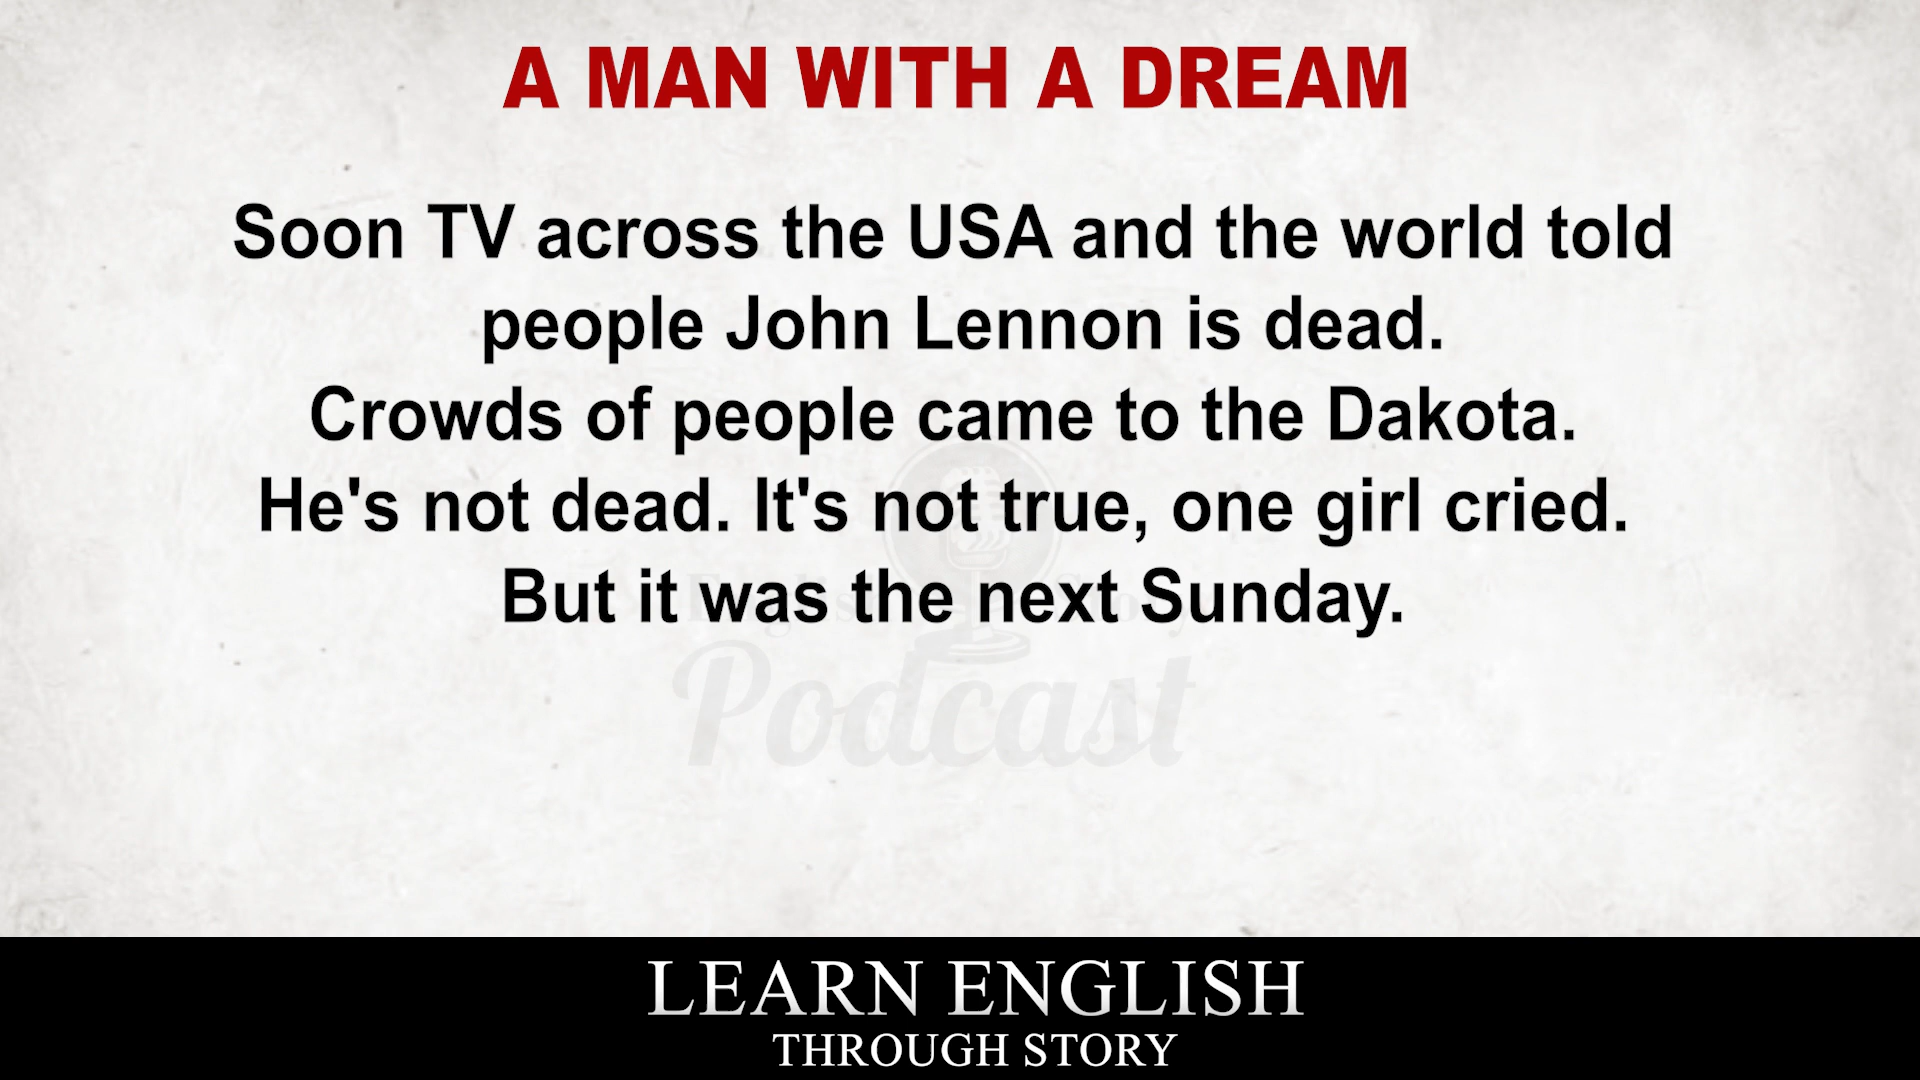 A MAN WITH A DREAM
Soon TV across the USA and the world told
people John Lennon is dead.
Crowds of people came to the Dakota.
He's not dead. It's not true, one girl cried.
But it was the next Sunday.
Podcast
LEARN ENGLISH
THROUGH STORY